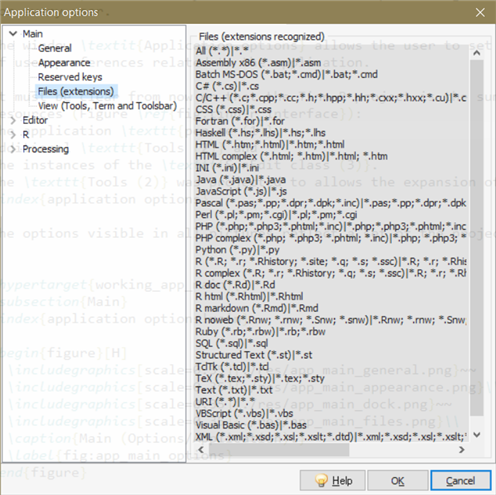 Application options
Main
General
Appearance
Reserved keys
Files (extensions)
View (Tools, Term and Toolsbar)
Editor
R
Processing
Files (extensions recognized)
All (*.*)|*.*
Assembly x86 (*.asm)|*.asm
Batch MS-DOS (*.bat;*.cmd)|*.bat;*.cmd
C# (*.cs)|*.cs
C/C++ (*.c;*.cpp;*.cc;*.h;*.hpp;*.hh;*.cxx;*.hxx;*.cu)|*.c
CSS (*.css)|*.css
Fortran (*.for)|*.for
Haskell (*.hs;*.lhs)|*.hs;*.lhs
HTML (*.htm;*.html)|*.htm;*.html
HTML complex (*.html; *.htm)|*.html; *.htm
INI (*.ini)|*.ini
Java (*.java)|*.java
JavaScript (*.js)|*.js
Pascal (*.pas;*.pp;*.dpr;*.dpk;*.inc)|*.pas;*.pp;*.dpr;*.dpk
Perl (*.pl;*.pm;*.cgi)|*.pl;*.pm;*.cgi
PHP (*.php;*.php3;*.phtml;*.inc)|*.php;*.php3;*.phtml;*.inc
PHP complex (*.php; *.php3; *.phtml; *.inc)|*.php; *.php3;
Python (*.py)|*.py
R (*.R; *.r; *.Rhistory; *.site; *.q; *.s; *.ssc)|*.R; *.r; *.Rhis
R complex (*.R; *.r; *.Rhistory; *.q; *.s; *.ssc)|*.R; *.r; *.Rh
R doc (*.Rd)|*.Rd
R html (*.Rhtml)|*.Rhtml
R markdown (*.Rmd)|*.Rmd
R noweb (*.Rnw; *.rnw; *.Snw; *.snw)|*.Rnw; *.rnw; *.Snw;
Ruby (*.rb;*.rbw)|*.rb;*.rbw
SQL (*.sql)|*.sql
Structured Text (*.st)|*.st
TclTk (*.td)|*.td
TeX (*.tex;*.sty)|*.tex;*.sty
Text (*.txt)|*.txt
URI (*.*)|*.*
VBScript (*.vbs)|*.vbs
Visual Basic (*.bas)|*.bas
XML (*.xml;*.xsd;*.xsl;*.xslt;*.dtd)|*.xml;*.xsd;*.xsl;*.xslt;*
Help
OK
Cancel